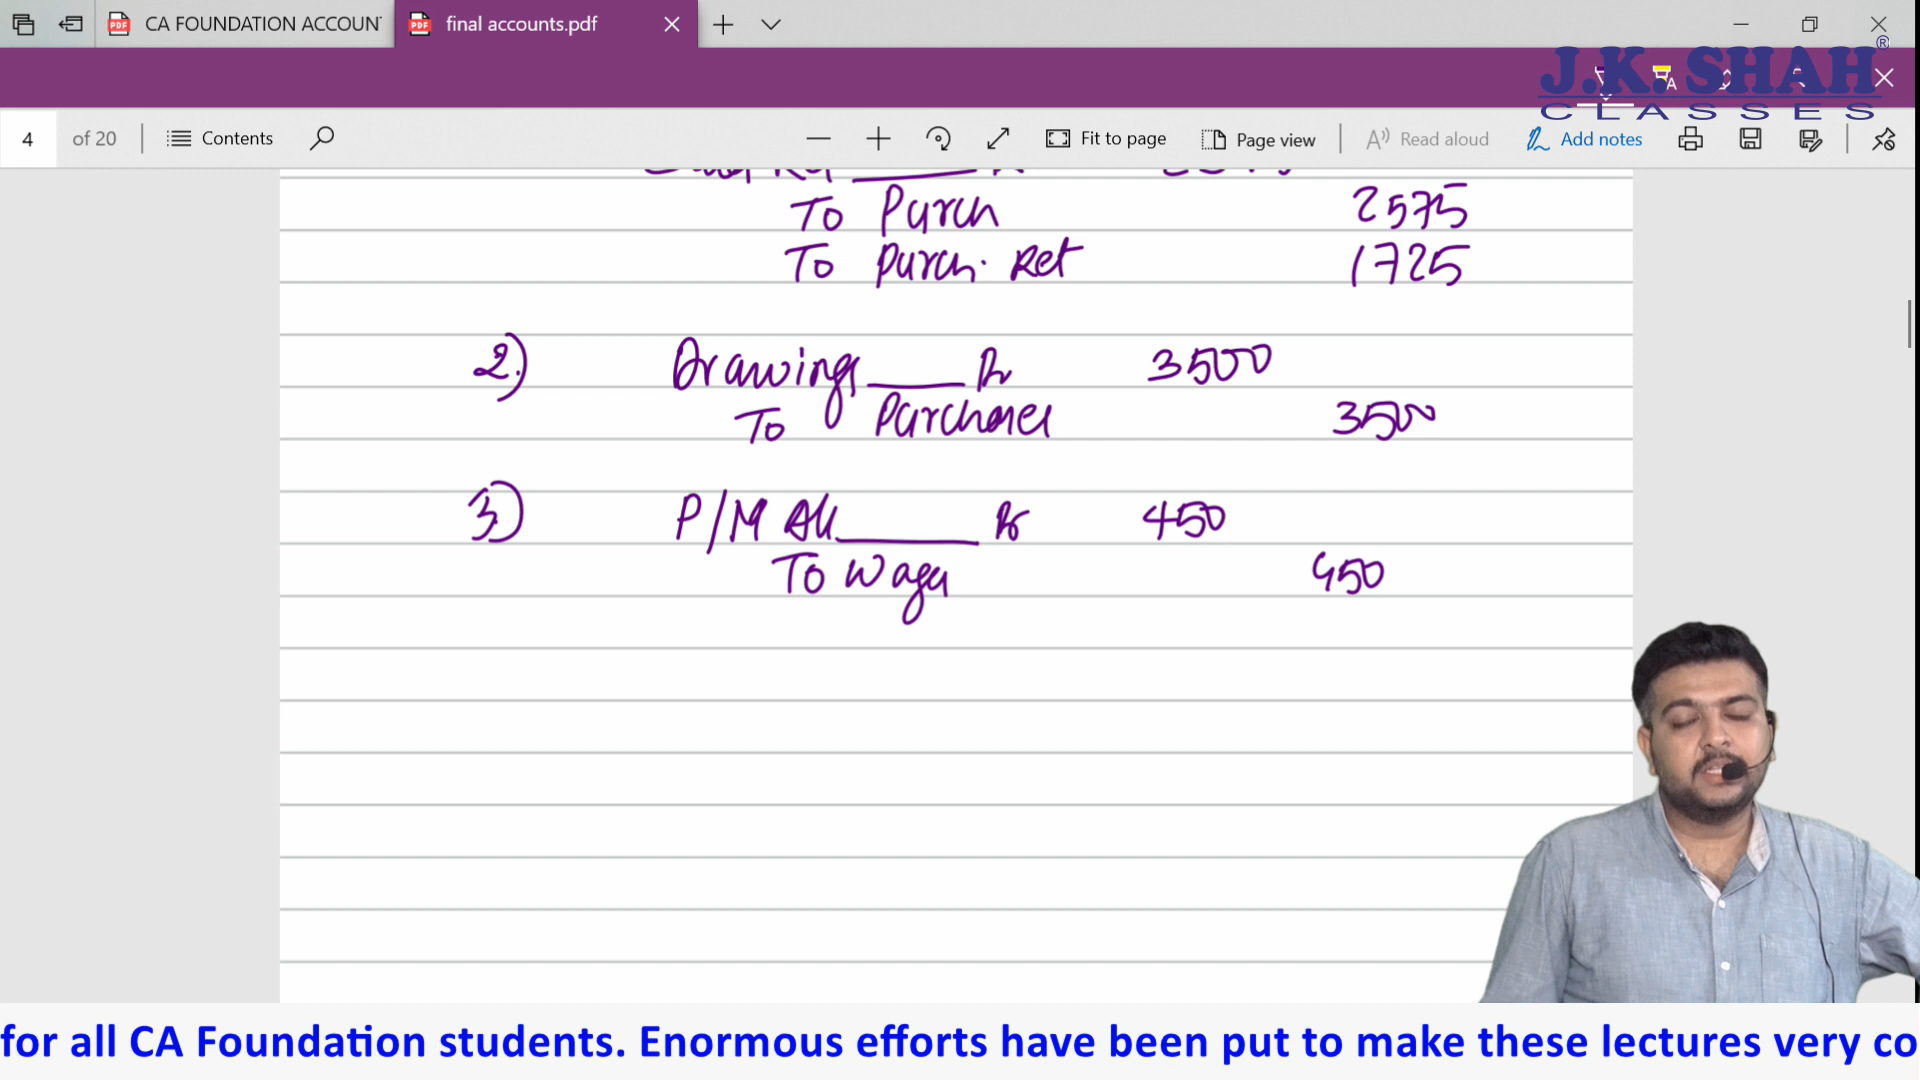 CA FOUNDATION ACCOUN
final accounts.pdf
J.K. SHAH®
CLASSES
4 of 20
Contents
Fit to page
Page view
Read aloud
Add notes
To Purch 2575
To Purch. Ret 1725
2) Drawings Dr 3500
To Purchases 3500
3) P/M A/c Dr 450
To Wages 450
for all CA Foundation students. Enormous efforts have been put to make these lectures very co